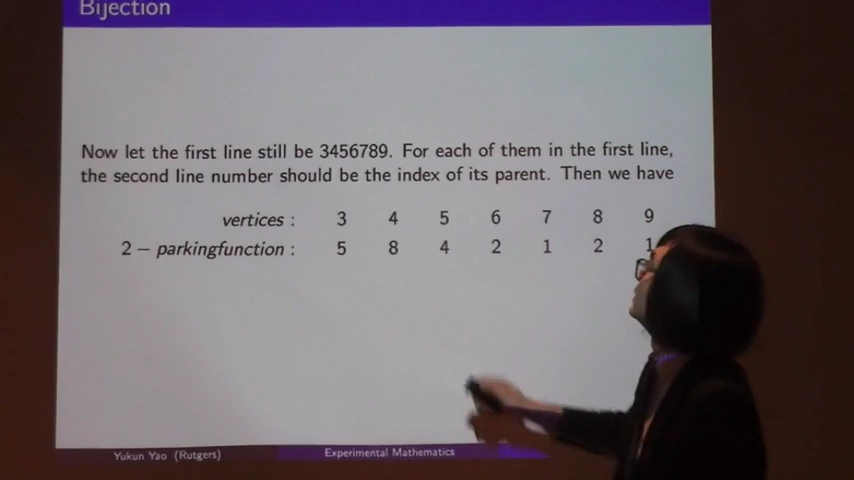 Bijection
Now let the first line still be 3456789. For each of them in the first line,
the second line number should be the index of its parent. Then we have
vertices : 3 4 5 6 7 8 9
2 − parkingfunction : 5 8 4 2 1 2 1
Yukun Yao (Rutgers) Experimental Mathematics